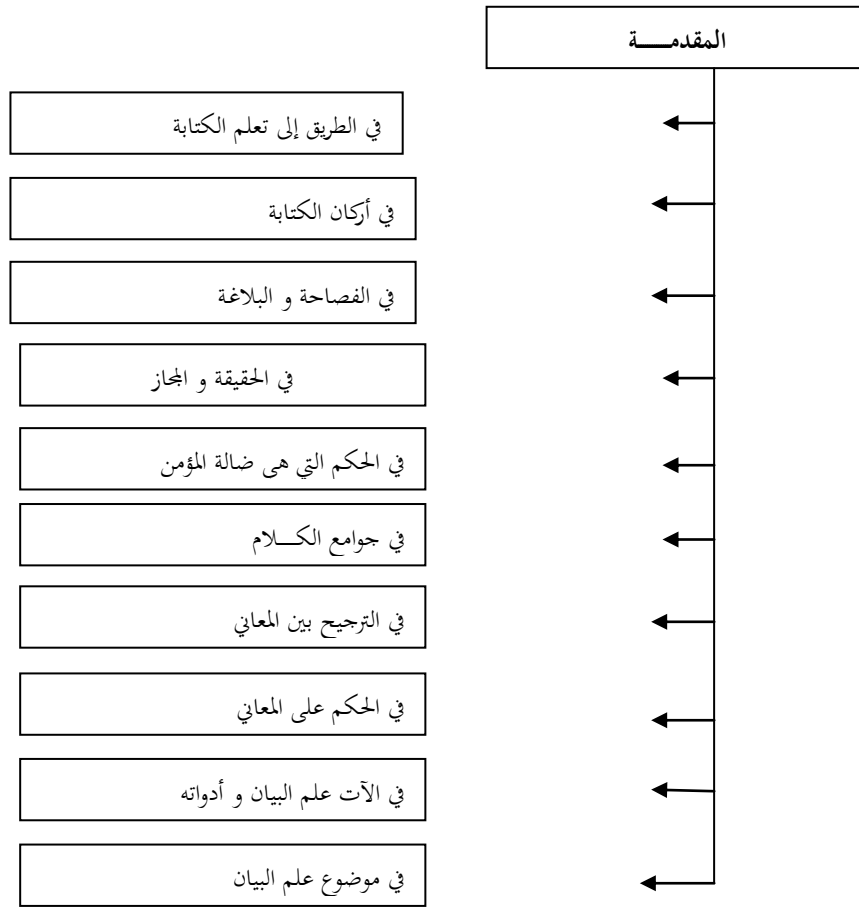 المقدمـــــة
في الطريق إلى تعلم الكتابة
في أركان الكتابة
في الفصاحة و البلاغة
في الحقيقة و المجاز
في الحكم التي هى ضالة المؤمن
في جوامع الكــــلام
في الترجيح بين المعاني
في الحكم على المعاني
في الآت علم البيان و أدواته
في موضوع علم البيان